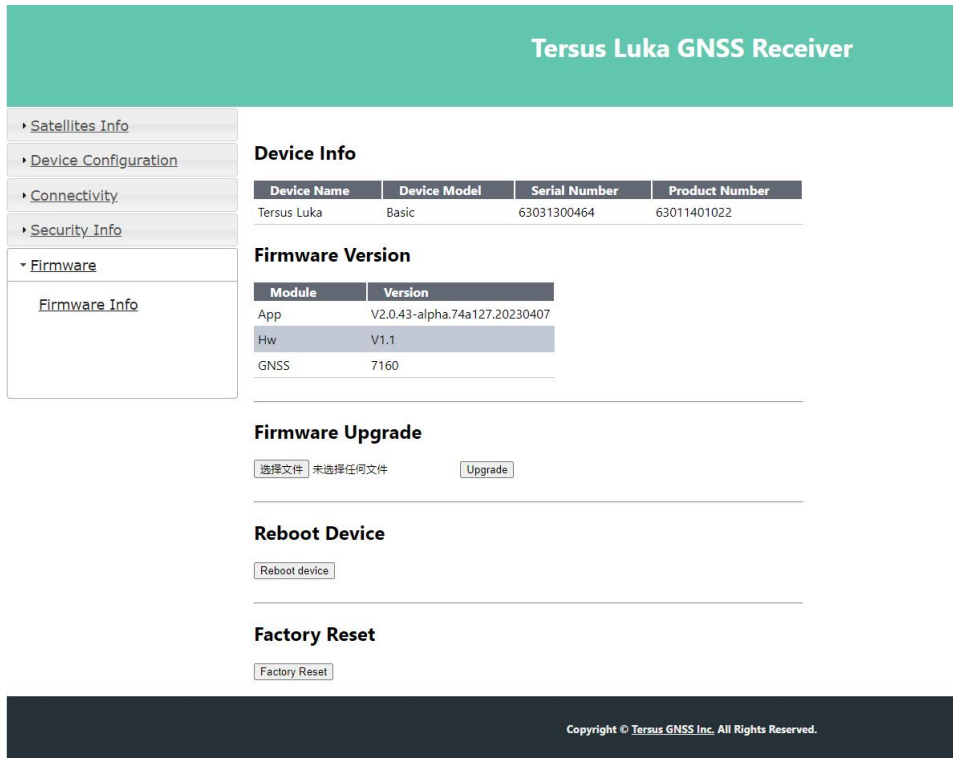 Tersus Luka GNSS Receiver
Satellites Info
Device Configuration
Connectivity
Security Info
Firmware
Firmware Info
Device Info
Device Name Device Model Serial Number Product Number
Tersus Luka Basic 63031300464 63011401022
Firmware Version
Module Version
App V2.0.43-alpha.74a127.20230407
Hw V1.1
GNSS 7160
Firmware Upgrade
选择文件 未选择任何文件 Upgrade
Reboot Device
Reboot device
Factory Reset
Factory Reset
Copyright © Tersus GNSS Inc. All Rights Reserved.